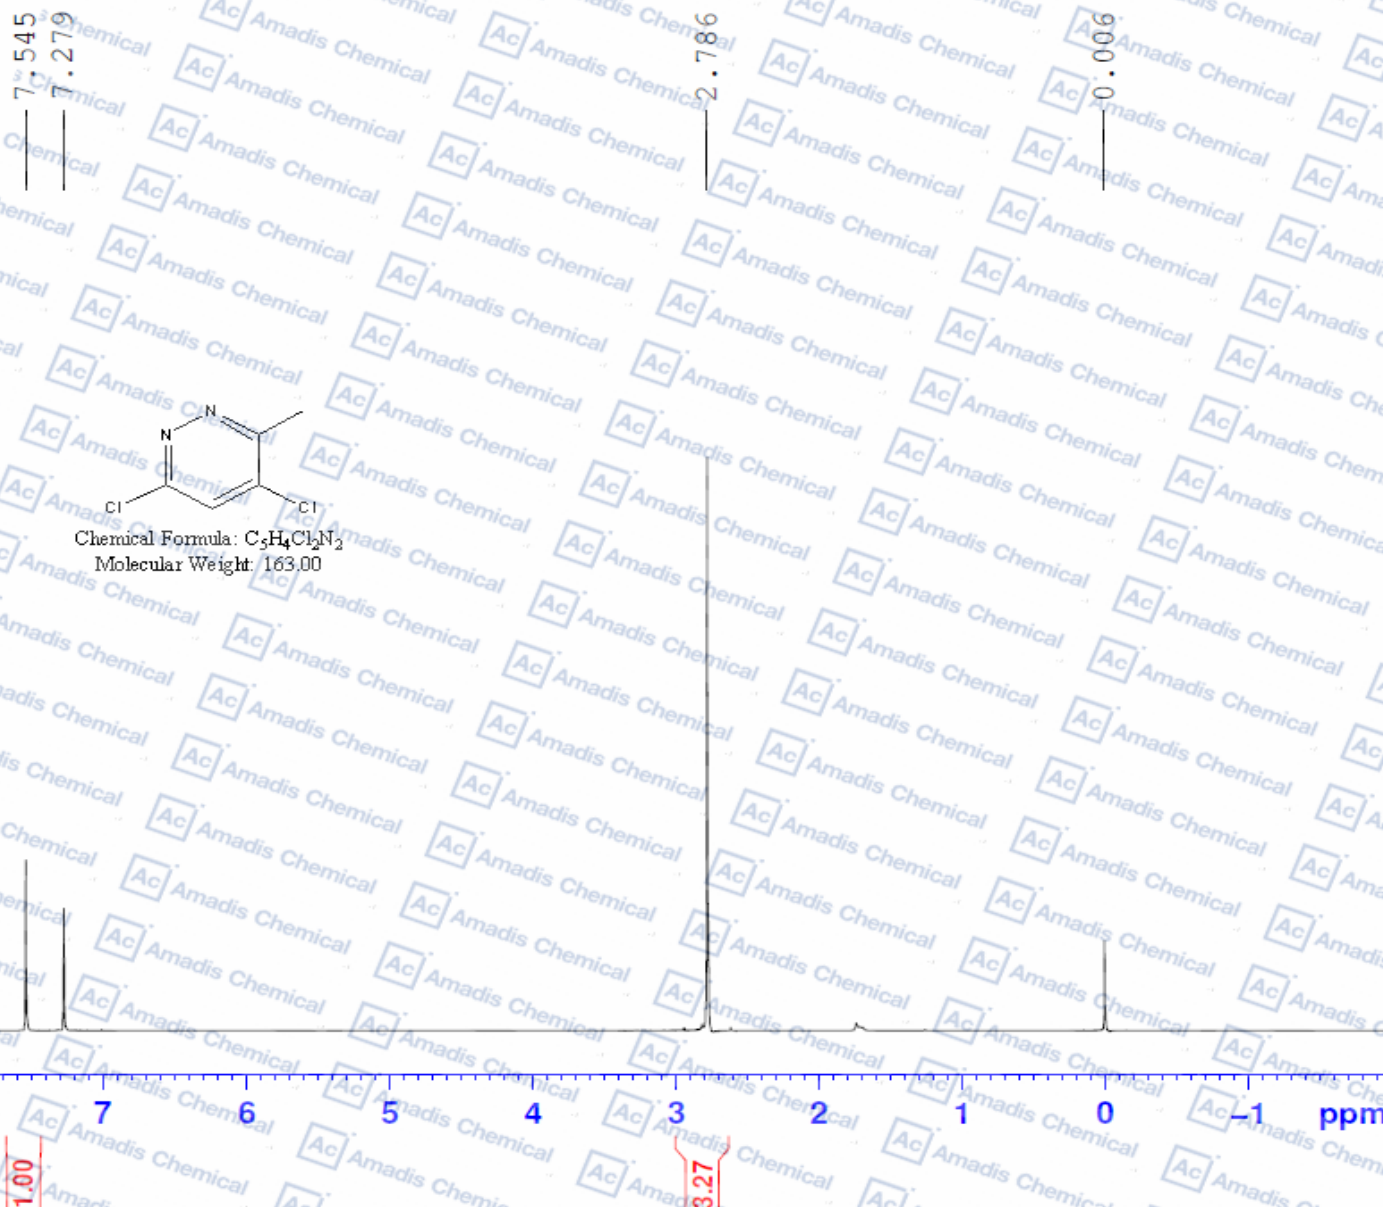 7.545
7.279
2.786
0.006
N
N
Cl
Cl
Chemical Formula: C5H4Cl2N2
Molecular Weight: 163.00
7 6 5 4 3 2 1 0 -1 ppm
1.00
3.27
Ac Amadis Chemical